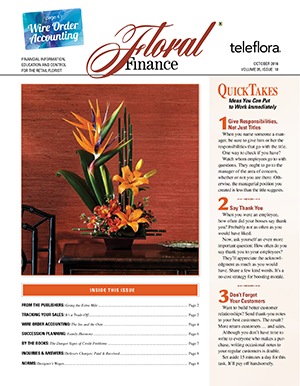 page 4
Wire Order
Accounting
FINANCIAL INFORMATION,
EDUCATION AND CONTROL
FOR THE RETAIL FLORIST
Floral
Finance
®
teleflora.
OCTOBER 2016
VOLUME 35, ISSUE 10
QUICKTAKES
Ideas You Can Put
to Work Immediately
1 Give Responsibilities,
Not Just Titles
When you name someone a man-
ager, be sure to give him or her the
responsibilities that go with the title.
One way to check if you have?
Watch whom employees go to with
questions. They ought to go to the
manager of the area of concern,
whether or not you are there. Oth-
erwise, the managerial position you
created is less than the title suggests.
2 Say Thank You
When you were an employee,
how often did your bosses say thank
you? Probably not as often as you
would have liked.
Now, ask yourself an even more
important question: How often do you
say thank you to your employees?
They'll appreciate the acknowl-
edgment as much as you would
have. Share a few kind words. It's a
no-cost strategy for boosting morale.
3 Don't Forget
Your Customers
Want to build better customer
relationships? Send thank-you notes
to your best customers. The result?
More return customers . . . and sales.
Although you don't have time to
write to everyone who makes a pur-
chase, writing occasional notes to
your regular customers is doable.
Set aside 15 minutes a day for this
task. It'll pay off handsomely.
INSIDE THIS ISSUE
FROM THE PUBLISHER: Going the Extra Mile Page 2
TRACKING YOUR SALES: It's a Trade-Off Page 3
WIRE ORDER ACCOUNTING: The Ins and Outs Page 4
SUCCESSION PLANNING: Family Harmony Page 6
BY THE BOOKS: The Danger Signs of Credit Problems Page 7
INQUIRIES & ANSWERS: Delivery Charges: Paid & Received Page 8
NORMS: Designer's Wages Page 8